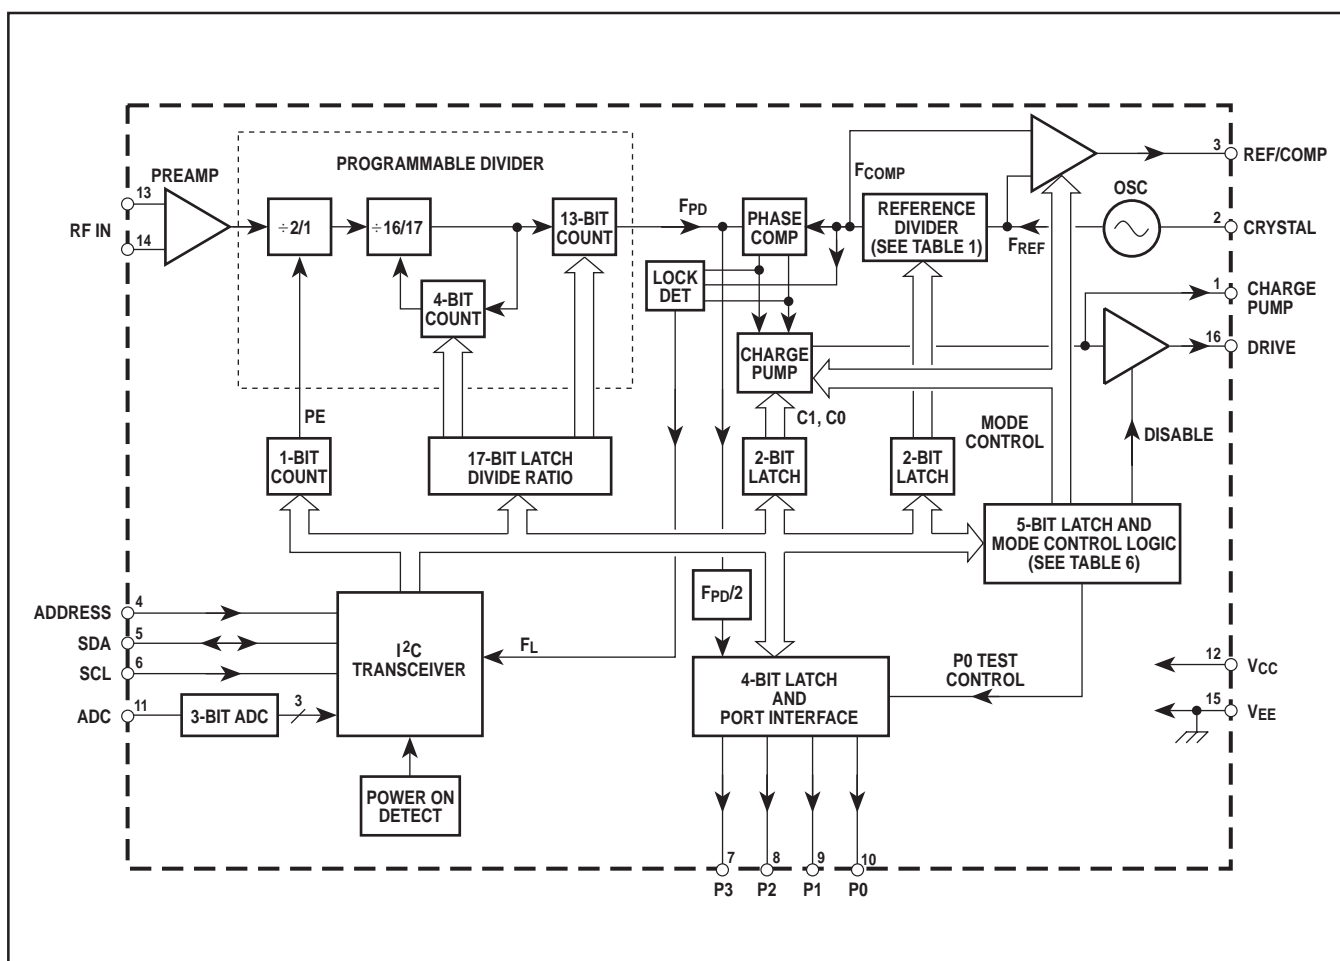 PREAMP
13
RF IN
14
PROGRAMMABLE DIVIDER
÷2/1
÷16/17
13-BIT
COUNT
4-BIT
COUNT
FPD
PHASE
COMP
FCOMP
REFERENCE
DIVIDER
(SEE TABLE 1)
FREF
OSC
3
REF/COMP
2
CRYSTAL
1
CHARGE
PUMP
16
DRIVE
LOCK
DET
CHARGE
PUMP
C1, C0
MODE
CONTROL
DISABLE
PE
1-BIT
COUNT
17-BIT LATCH
DIVIDE RATIO
2-BIT
LATCH
2-BIT
LATCH
5-BIT LATCH AND
MODE CONTROL LOGIC
(SEE TABLE 6)
FPD/2
ADDRESS
4
SDA
5
SCL
6
ADC
11
3-BIT ADC
3
I2C
TRANSCEIVER
FL
POWER ON
DETECT
4-BIT LATCH
AND
PORT INTERFACE
P0 TEST
CONTROL
12
VCC
15
VEE
7
8
9
10
P3
P2
P1
P0